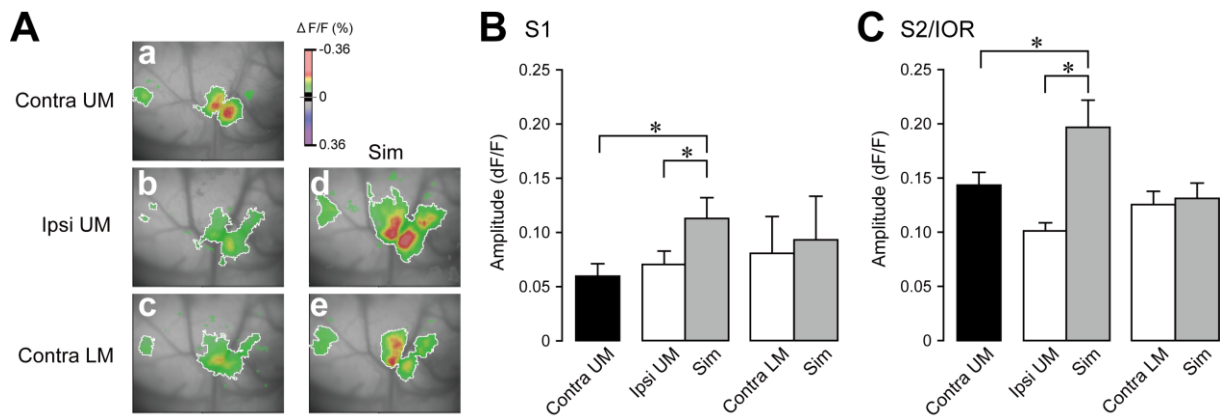 A
Δ F/F (%)
-0.36
0
0.36
Contra UM
a
Sim
Ipsi UM
b
d
Contra LM
c
e
B S1
*
*
0.25
0.20
0.15
0.10
0.05
0
Amplitude (dF/F)
Contra UM
Ipsi UM
Sim
Contra LM
Sim
C S2/IOR
*
*
0.25
0.20
0.15
0.10
0.05
0
Amplitude (dF/F)
Contra UM
Ipsi UM
Sim
Contra LM
Sim